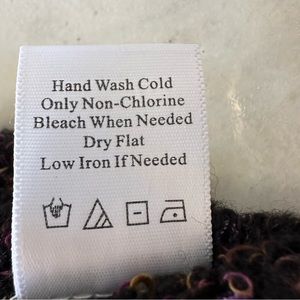 Hand Wash Cold
Only Non-Chlorine
Bleach When Needed
Dry Flat
Low Iron If Needed